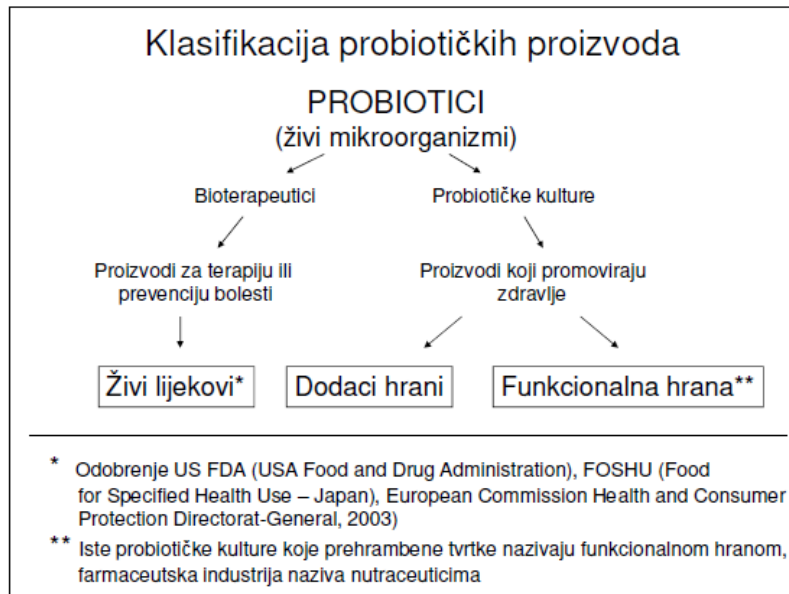 Klasifikacija probiotičkih proizvoda
PROBIOTICI
(živi mikroorganizmi)
Bioterapeutici
Probiotičke kulture
Proizvodi za terapiju ili
prevenciju bolesti
Proizvodi koji promoviraju
zdravlje
Živi lijekovi*
Dodaci hrani
Funkcionalna hrana**
* Odobrenje US FDA (USA Food and Drug Administration), FOSHU (Food
for Specified Health Use – Japan), European Commission Health and Consumer
Protection Directorat-General, 2003)
** Iste probiotičke kulture koje prehrambene tvrtke nazivaju funkcionalnom hranom,
farmaceutska industrija naziva nutraceuticima